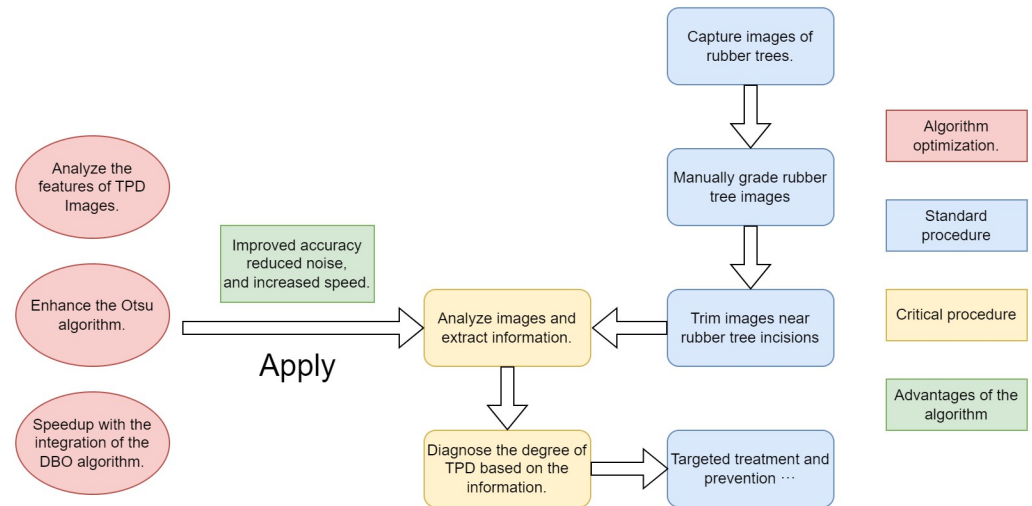 Capture images of
rubber trees.
Manually grade rubber
tree images
Trim images near
rubber tree incisions
Analyze the
features of TPD
Images.
Enhance the Otsu
algorithm.
Speedup with the
integration of the
DBO algorithm.
Improved accuracy
reduced noise,
and increased speed.
Apply
Analyze images and
extract information.
Diagnose the degree of
TPD based on the
information.
Targeted treatment and
prevention ···
Algorithm
optimization.
Standard
procedure
Critical procedure
Advantages of the
algorithm